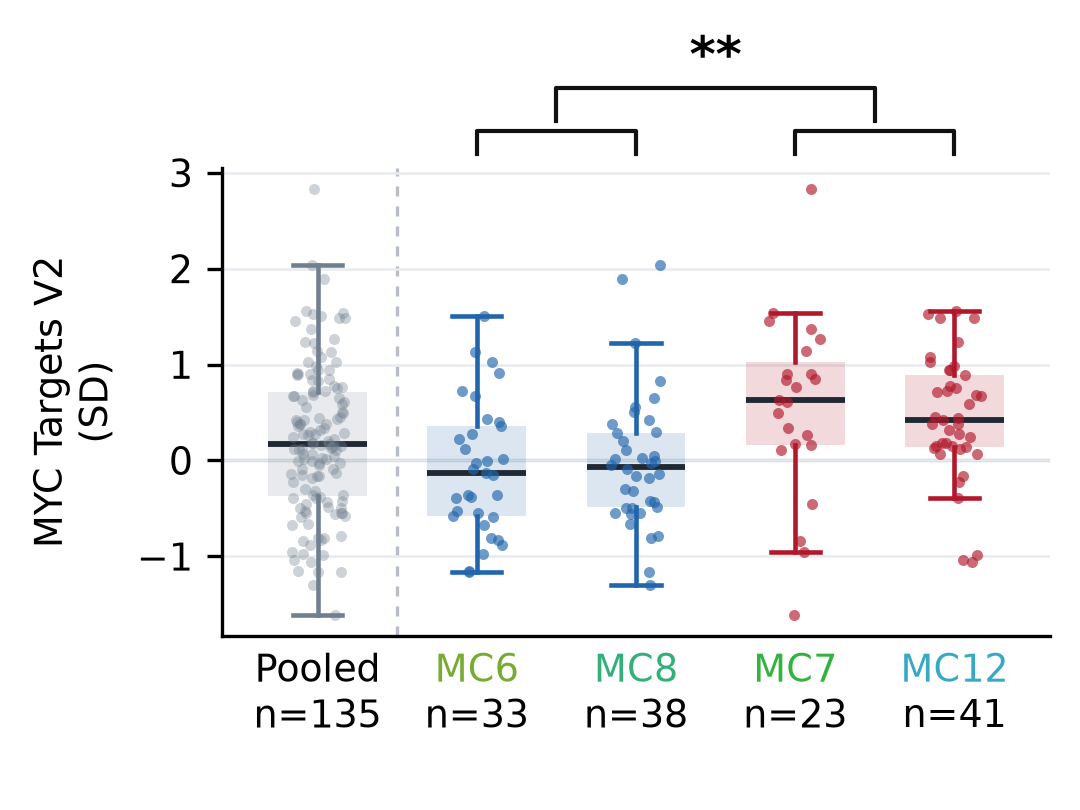 **
MYC Targets V2
(SD)
3
2
1
0
−1
Pooled MC6 MC8 MC7 MC12
n=135 n=33 n=38 n=23 n=41